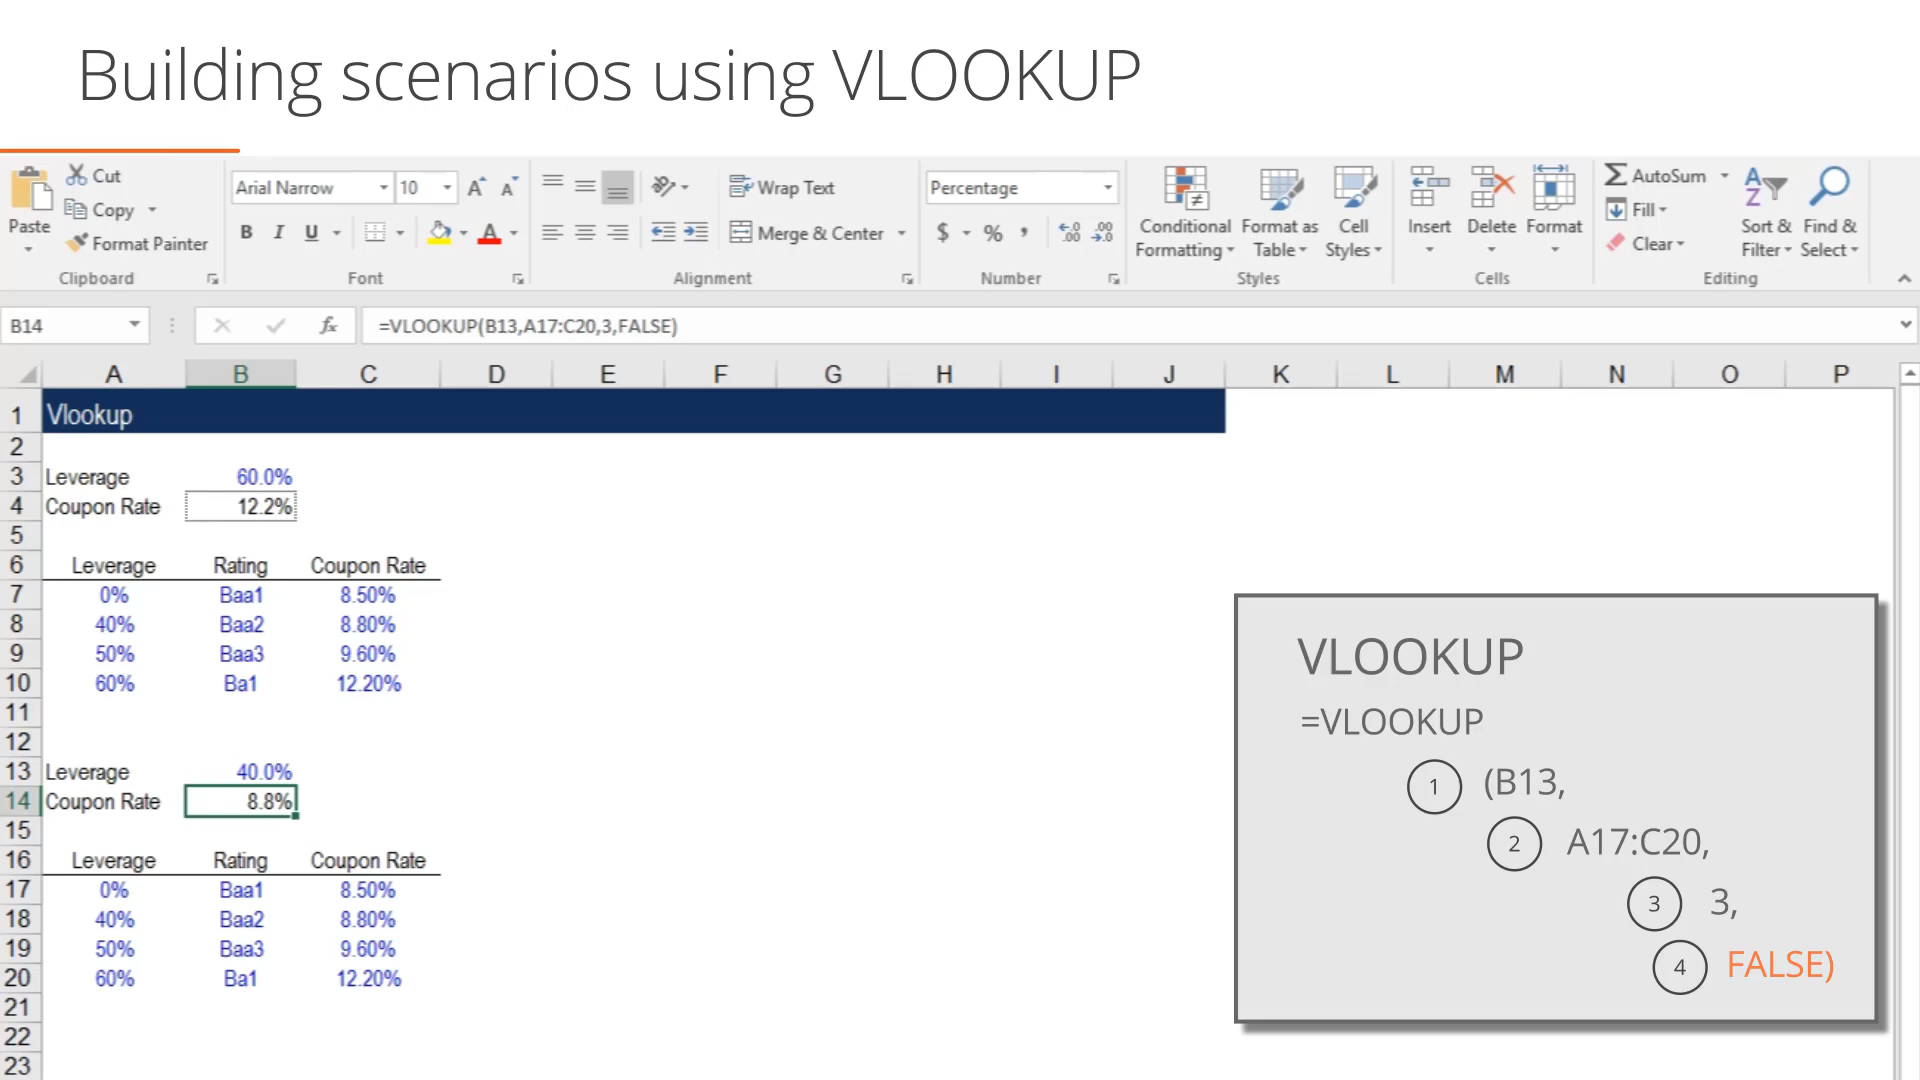 Building scenarios using VLOOKUP
Cut
Copy
Format Painter
Paste
Clipboard
Arial Narrow 10 A A
B I U A
Font
Wrap Text
Merge & Center
Alignment
Percentage
$ % , .00 .0 .00 .0
Number
Conditional Formatting
Format as Table
Cell Styles
Styles
Insert Delete Format
Cells
AutoSum
Fill
Clear
Sort & Filter
Find & Select
Editing
B14 fx =VLOOKUP(B13,A17:C20,3,FALSE)
A B C D E F G H I J K L M N O P
1 Vlookup
2
3 Leverage 60.0%
4 Coupon Rate 12.2%
5
6 Leverage Rating Coupon Rate
7 0% Baa1 8.50%
8 40% Baa2 8.80%
9 50% Baa3 9.60%
10 60% Ba1 12.20%
11
12
13 Leverage 40.0%
14 Coupon Rate 8.8%
15
16 Leverage Rating Coupon Rate
17 0% Baa1 8.50%
18 40% Baa2 8.80%
19 50% Baa3 9.60%
20 60% Ba1 12.20%
21
22
23
VLOOKUP
=VLOOKUP
1 (B13,
2 A17:C20,
3 3,
4 FALSE)